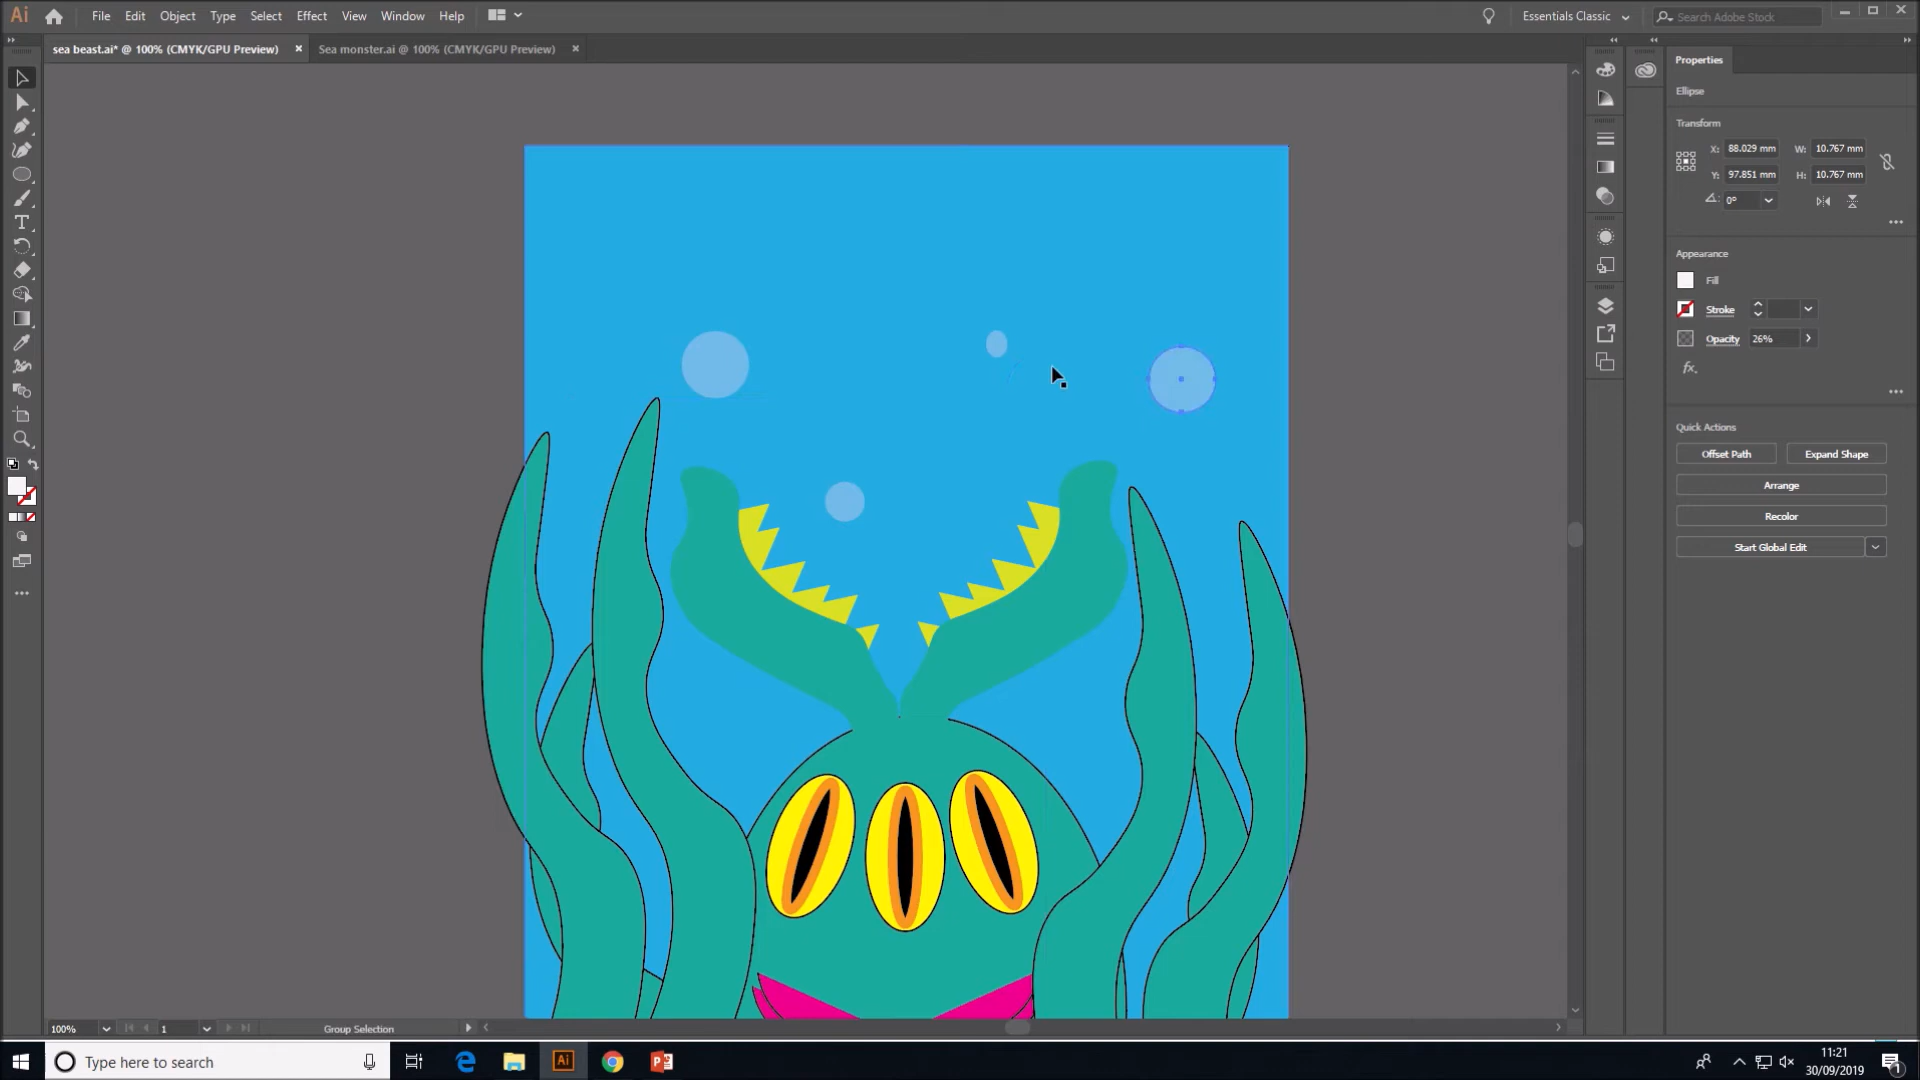 Ai File Edit Object Type Select Effect View Window Help Essentials Classic Search Adobe Stock
sea beast.ai* @ 100% (CMYK/GPU Preview) × Sea monster.ai @ 100% (CMYK/GPU Preview) ×
Properties
Ellipse
Transform
X: 88.029 mm W: 10.767 mm
Y: 97.851 mm H: 10.767 mm
0°
Appearance
Fill
Stroke
Opacity 26%
fx.
Quick Actions
Offset Path Expand Shape
Arrange
Recolor
Start Global Edit
100% 1 Group Selection
Type here to search
Ai
11:21
30/09/2019
1